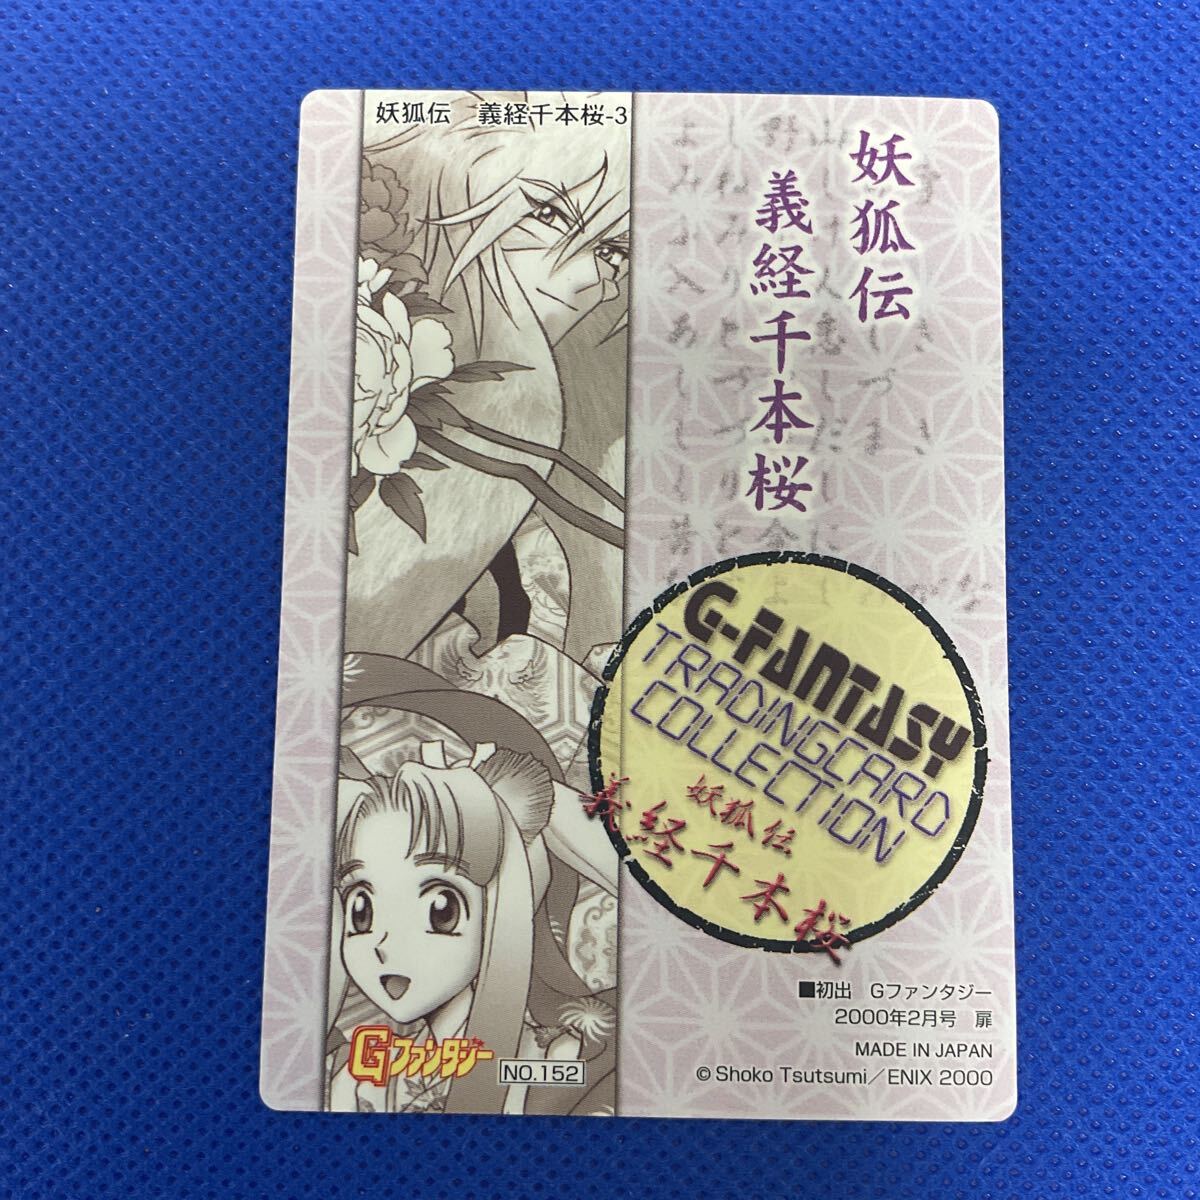 妖狐伝　義経千本桜-3
妖狐伝
義経千本桜
G-FANTASY
TRADINGCARD
COLLECTION
妖狐伝
義経千本桜
■初出　Gファンタジー
2000年2月号　扉
MADE IN JAPAN
© Shoko Tsutsumi／ENIX 2000
Gファンタジー
NO.152